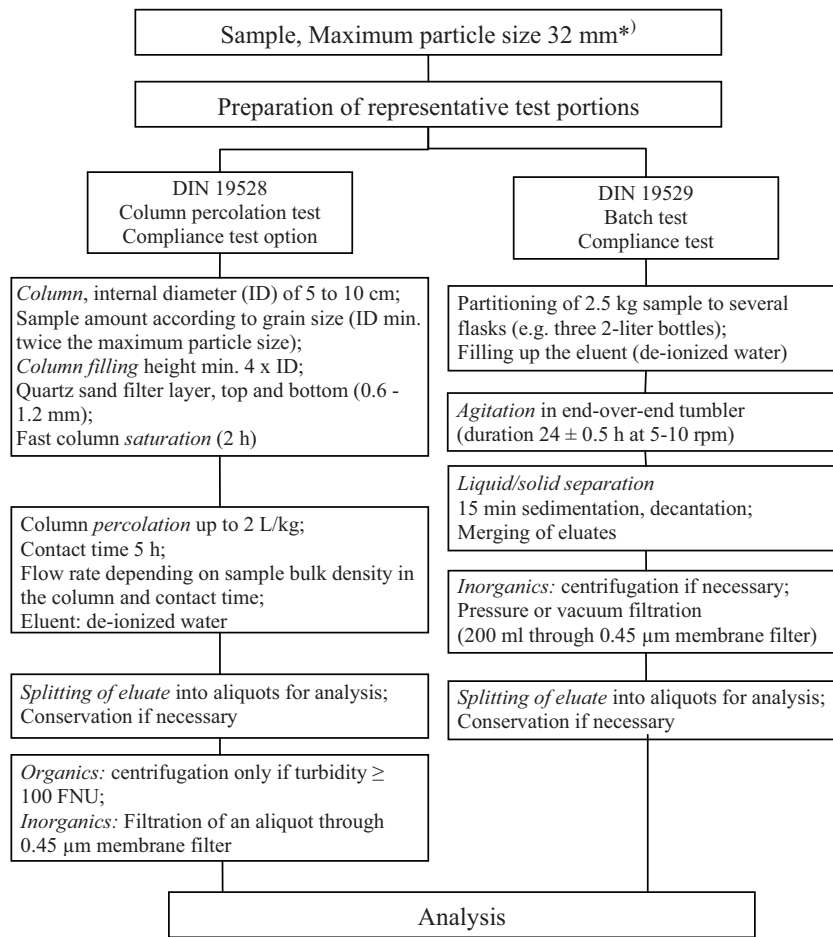 Sample, Maximum particle size 32 mm*)
Preparation of representative test portions
DIN 19528
Column percolation test
Compliance test option
Column, internal diameter (ID) of 5 to 10 cm;
Sample amount according to grain size (ID min.
twice the maximum particle size);
Column filling height min. 4 x ID
Quartz sand filter layer, top and bottom (0.6 -
1.2 mm);
Fast column saturation (2 h)
Column percolation up to 2 L/kg;
Contact time 5 h;
Flow rate depending on sample bulk density in
the column and contact time;
Eluent: de-ionized water
Splitting of eluate into aliquots for analysis;
Conservation if necessary
Organics: centrifugation only if turbidity ≥
100 FNU;
Inorganics: Filtration of an aliquot through
0.45 µm membrane filter
DIN 19529
Batch test
Compliance test
Partitioning of 2.5 kg sample to several
flasks (e.g. three 2-liter bottles);
Filling up the eluent (de-ionized water)
Agitation in end-over-end tumbler
(duration 24 ± 0.5 h at 5-10 rpm)
Liquid/solid separation
15 min sedimentation, decantation;
Merging of eluates
Inorganics: centrifugation if necessary;
Pressure or vacuum filtration
(200 ml through 0.45 µm membrane filter)
Splitting of eluate into aliquots for analysis;
Conservation if necessary
Analysis